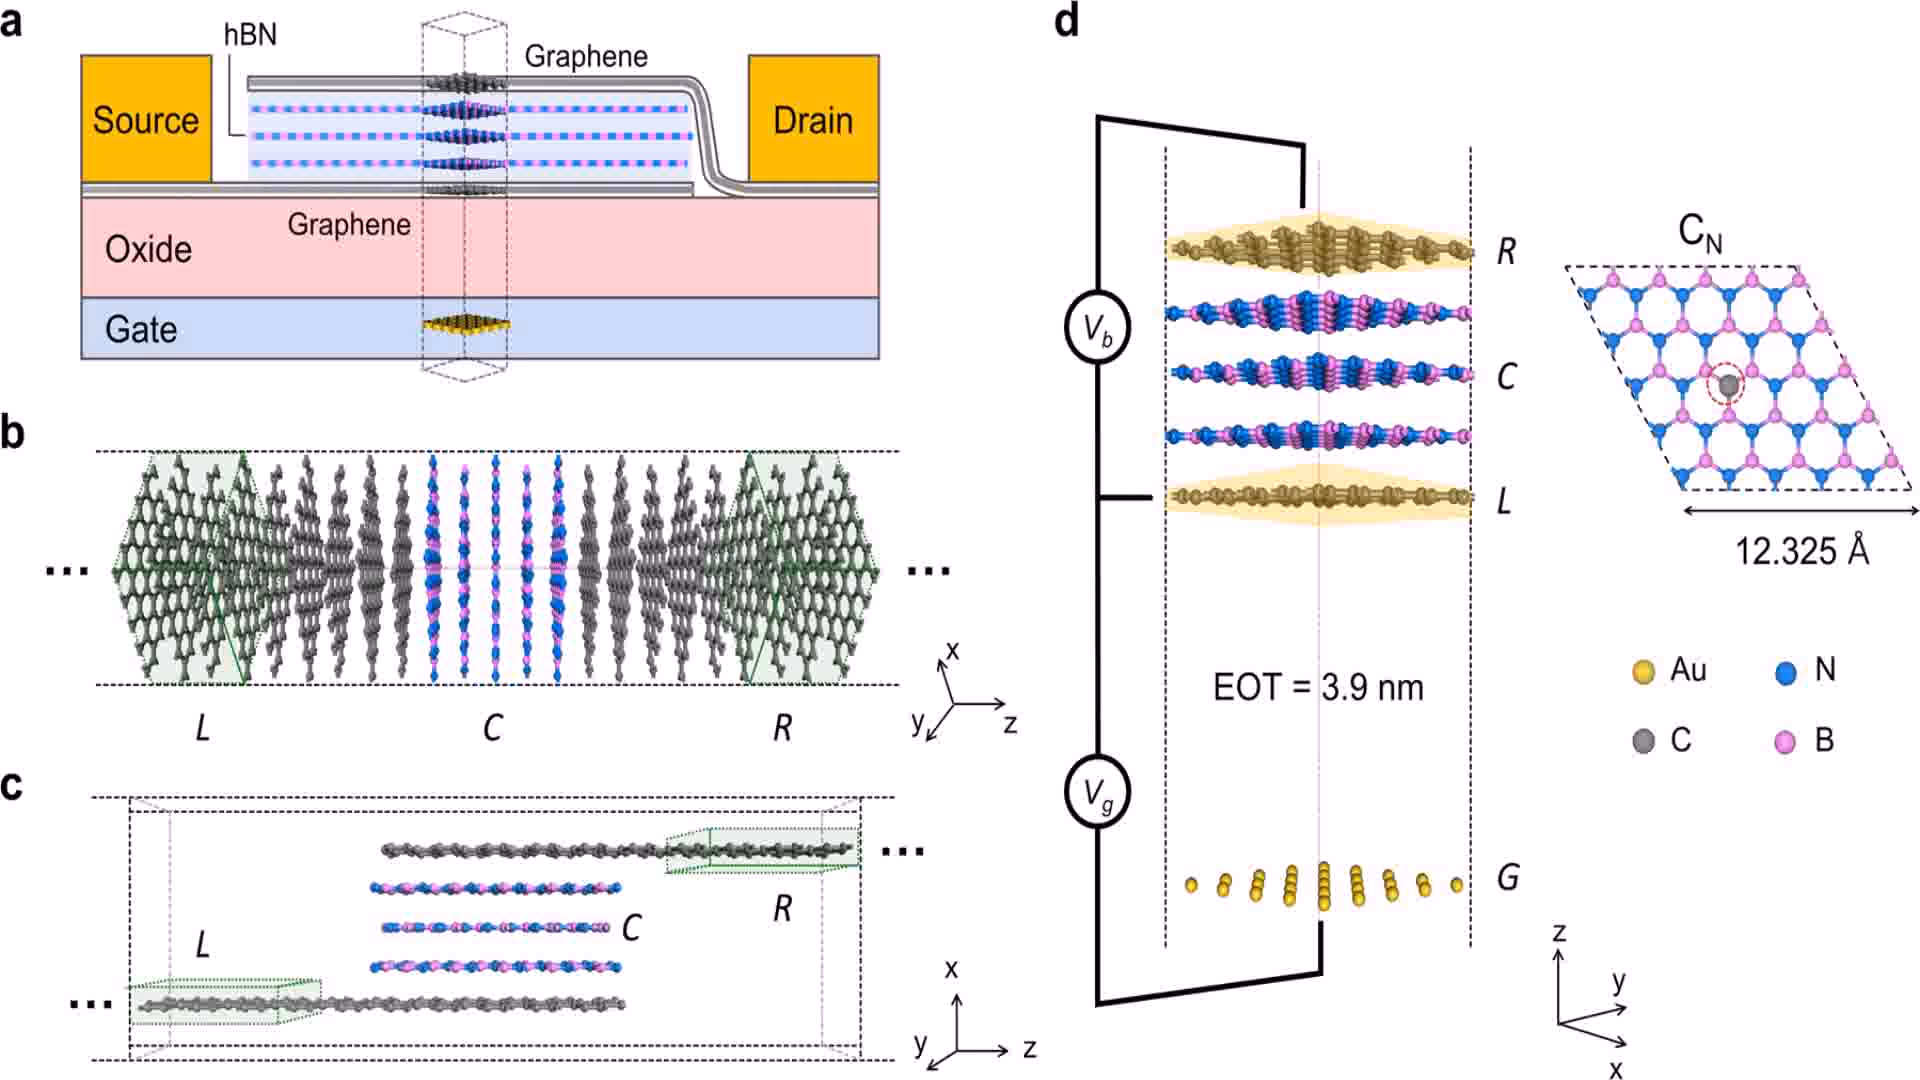 a
hBN
Graphene
Source
Drain
Graphene
Oxide
Gate
b
...
...
L
C
R
x
y
z
c
L
C
R
...
...
x
y
z
d
V_b
V_g
R
C
L
EOT = 3.9 nm
G
C_N
12.325 Å
Au
N
C
B
z
y
x